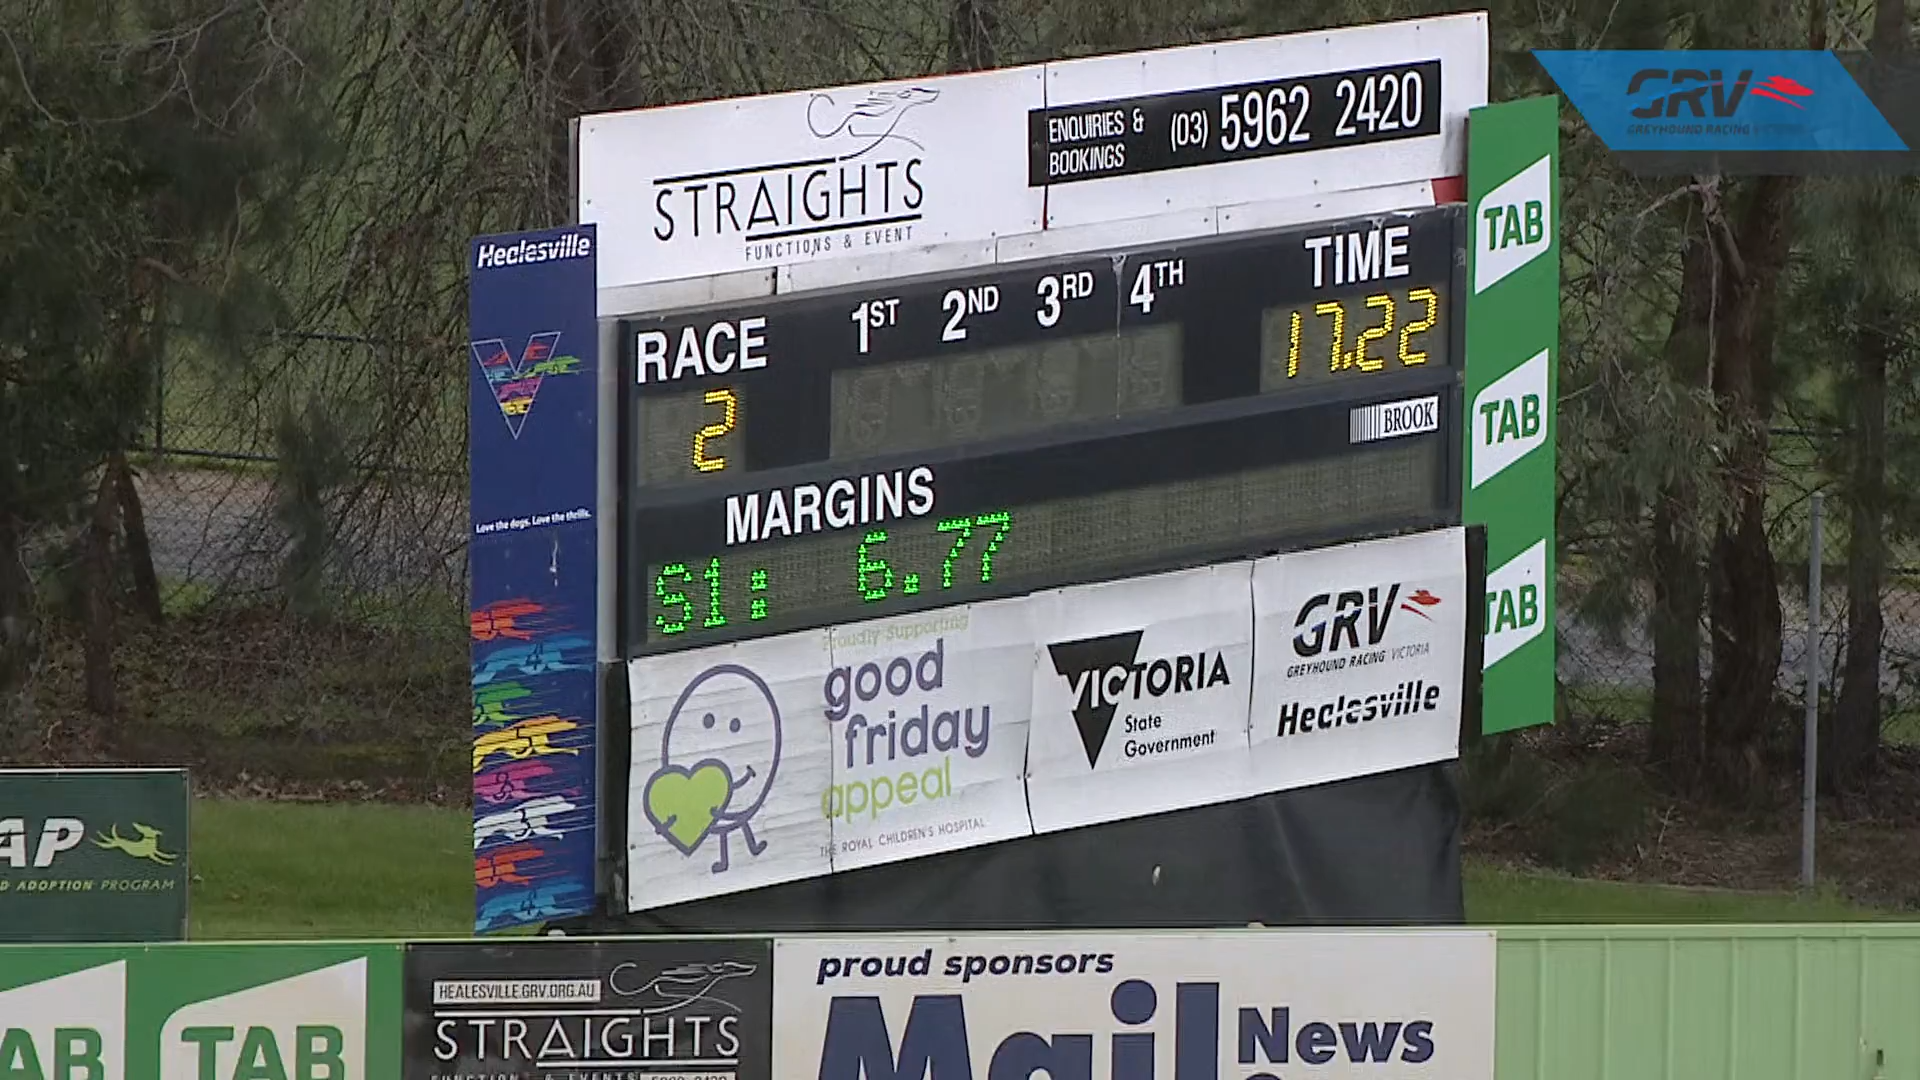 GRV
GREYHOUND RACING VICTORIA
ENQUIRIES &
BOOKINGS
(03) 5962 2420
STRAIGHTS
FUNCTIONS & EVENT
Healesville
Love the dogs. Love the thrills.
TAB
TAB
TAB
RACE 1ST 2ND 3RD 4TH TIME
2 17.22
BROOK
MARGINS
S1: 6.77
Proudly Supporting
good
friday
appeal
THE ROYAL CHILDREN'S HOSPITAL
VICTORIA
State
Government
GRV
GREYHOUND RACING VICTORIA
Healesville
AP
D ADOPTION PROGRAM
AB
TAB
HEALESVILLE.GRV.ORG.AU
STRAIGHTS
FUNCTIONS & EVENTS
proud sponsors
Mail
News